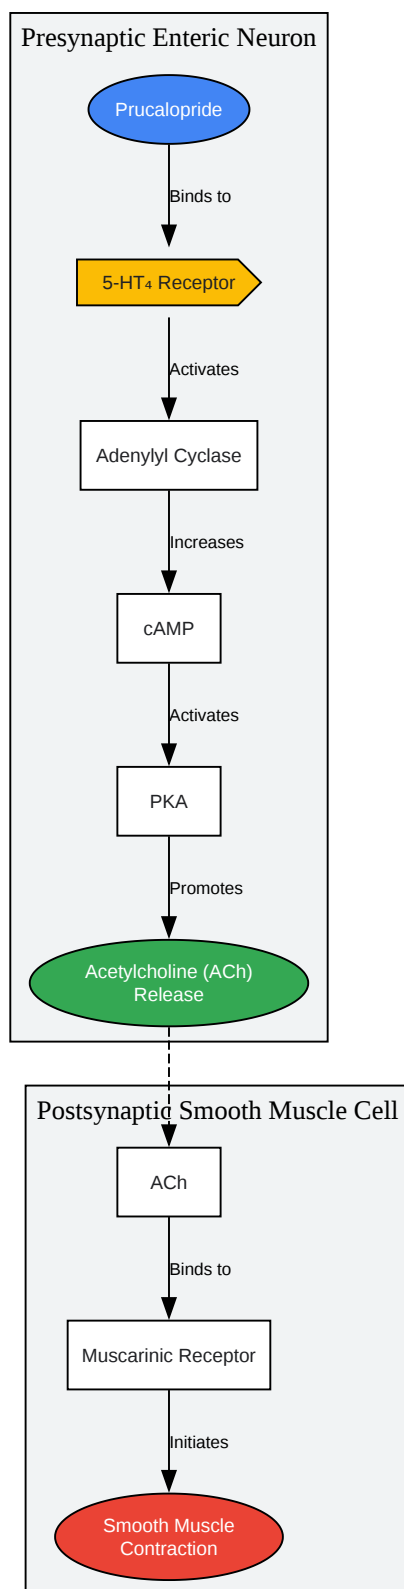 Presynaptic Enteric Neuron
Prucalopride
Binds to
5-HT₄ Receptor
Activates
Adenylyl Cyclase
Increases
cAMP
Activates
PKA
Promotes
Acetylcholine (ACh)
Release
Postsynaptic Smooth Muscle Cell
ACh
Binds to
Muscarinic Receptor
Initiates
Smooth Muscle
Contraction